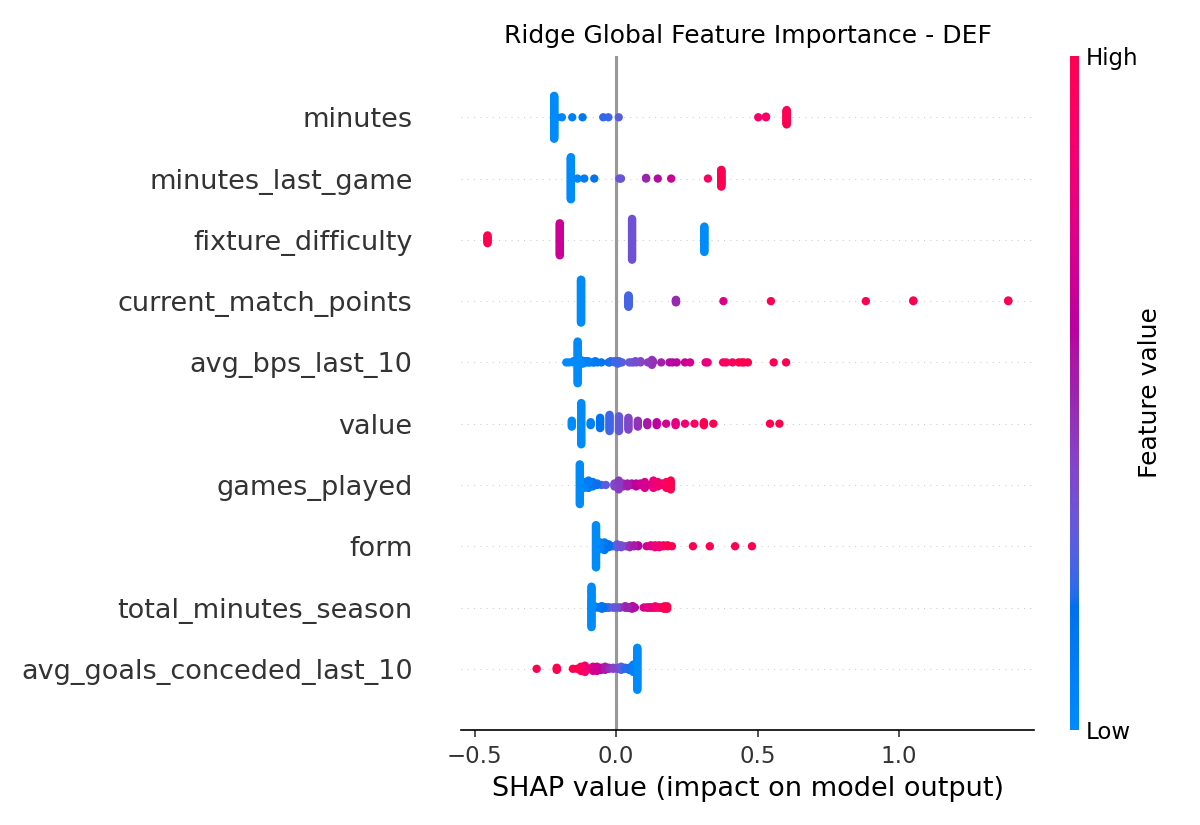 Ridge Global Feature Importance - DEF
High
minutes
minutes_last_game
fixture_difficulty
current_match_points
avg_bps_last_10
value
games_played
form
total_minutes_season
avg_goals_conceded_last_10
Feature value
Low
−0.5 0.0 0.5 1.0
SHAP value (impact on model output)